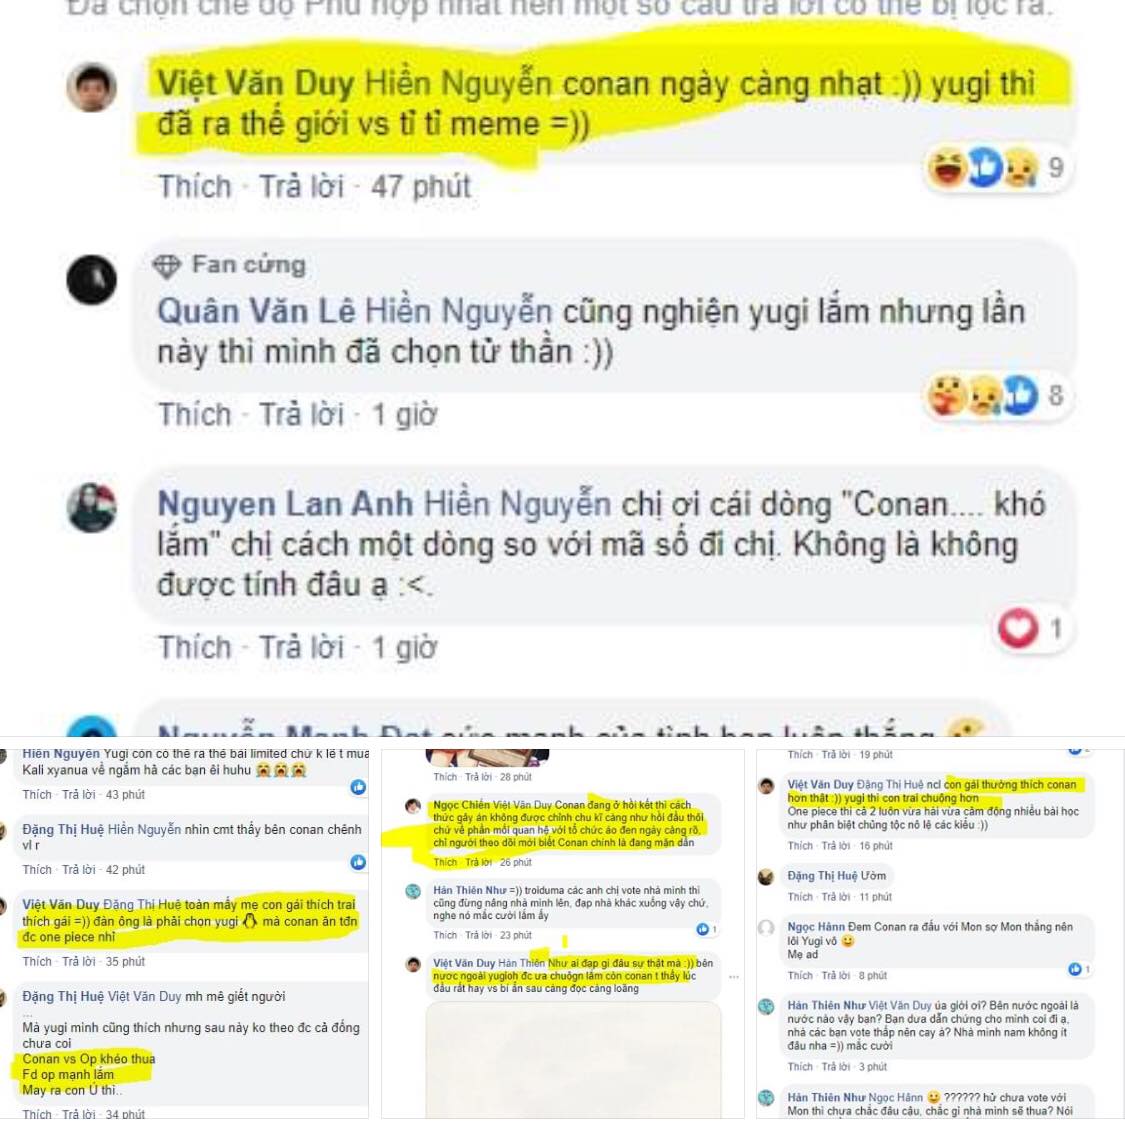 Đã chọn chế độ Phù hợp nhất nên một số câu trả lời có thể bị lọc ra.
Việt Văn Duy Hiền Nguyễn conan ngày càng nhạt :)) yugi thì
đã ra thế giới vs tỉ tỉ meme =))
Thích · Trả lời · 47 phút
9
Fan cứng
Quân Văn Lê Hiền Nguyễn cũng nghiện yugi lắm nhưng lần
này thì mình đã chọn tử thần :))
Thích · Trả lời · 1 giờ
8
Nguyen Lan Anh Hiền Nguyễn chị ơi cái dòng "Conan.... khó
lắm" chị cách một dòng so với mã số đi chị. Không là không
được tính đâu ạ :<.
Thích · Trả lời · 1 giờ
1
Nguyễn Mạnh Đạt sức mạnh của tình bạn luôn thắng
Hiền Nguyễn Yugi còn có thể ra thẻ bài limited chứ k lẽ t mua
Kali xyanua về ngắm hả các bạn êi huhu 😭😭😭
Thích · Trả lời · 43 phút
Đặng Thị Huệ Hiền Nguyễn nhìn cmt thấy bên conan chênh
vl r
Thích · Trả lời · 42 phút
Việt Văn Duy Đặng Thị Huệ toàn mấy mẹ con gái thích trai
thích gái =)) đàn ông là phải chọn yugi 🐧 mà conan ăn tđn
đc one piece nhỉ
Thích · Trả lời · 35 phút
Đặng Thị Huệ Việt Văn Duy mh mê giết người
...
Mà yugi mình cũng thích nhưng sau này ko theo đc cả đống
chưa coi
Conan vs Op khéo thua
Fd op mạnh lắm
May ra con Ú thì..
Thích · Trả lời · 34 phút
Thích · Trả lời · 28 phút
Ngọc Chiến Việt Văn Duy Conan đang ở hồi kết thì cách
thức gây án không được chỉnh chu kĩ càng như hồi đầu thôi
chứ về phần mối quan hệ với tổ chức áo đen ngày càng rõ,
chỉ người theo dõi mới biết Conan chính là đang mặn dần
Thích · Trả lời · 26 phút
Hàn Thiên Như =)) troiduma các anh chị vote nhà mình thì
cũng đừng nâng nhà mình lên, đạp nhà khác xuống vậy chứ,
nghe nó mắc cười lắm ấy
Thích · Trả lời · 23 phút
1
Việt Văn Duy Hàn Thiên Như ai đạp gì đâu sự thật mà :)) bên
nược ngoài yugioh đc ưa chuộgn lắm còn conan t thấy lúc
đầu rất hay vs bí ẩn sau càng đọc càng loãng
...
Thích · Trả lời · 19 phút
2
Việt Văn Duy Đặng Thị Huệ ncl con gái thường thích conan
hơn thật :)) yugi thì con trai chuộng hơn
One piece thì cả 2 luôn vừa hài vừa cảm động nhiều bài học
như phân biệt chủng tộc nô lệ các kiểu :))
Thích · Trả lời · 16 phút
Đặng Thị Huệ Ườm
Thích · Trả lời · 11 phút
Ngọc Hânn Đem Conan ra đấu với Mon sợ Mon thắng nên
lôi Yugi vô 🙂
Mẹ ad
Thích · Trả lời · 8 phút
1
Hàn Thiên Như Việt Văn Duy úa giời ơi? Bên nước ngoài là
nước nào vậy bạn? Bạn đưa dẫn chứng cho mình coi đi ạ,
nhà các bạn vote thấp nên cay à? Nhà mình nam không ít
đâu nha =)) mắc cười
Thích · Trả lời · 3 phút
Hàn Thiên Như Ngọc Hânn 🙂 ?????? hử chưa vote với
Mon thì chưa chắc đâu cậu, chắc gì nhà mình sẽ thua? Nói